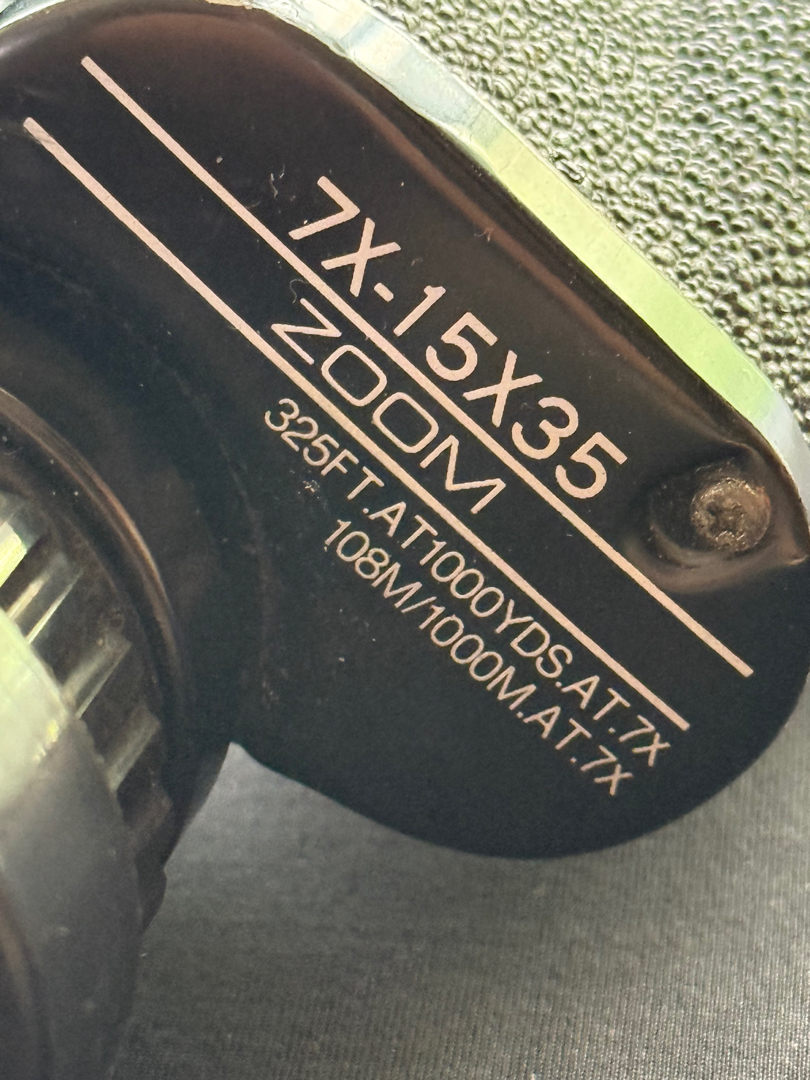 7X-15X35
ZOOM
325FT.AT1000YDS.AT.7X
108M/1000M.AT.7X